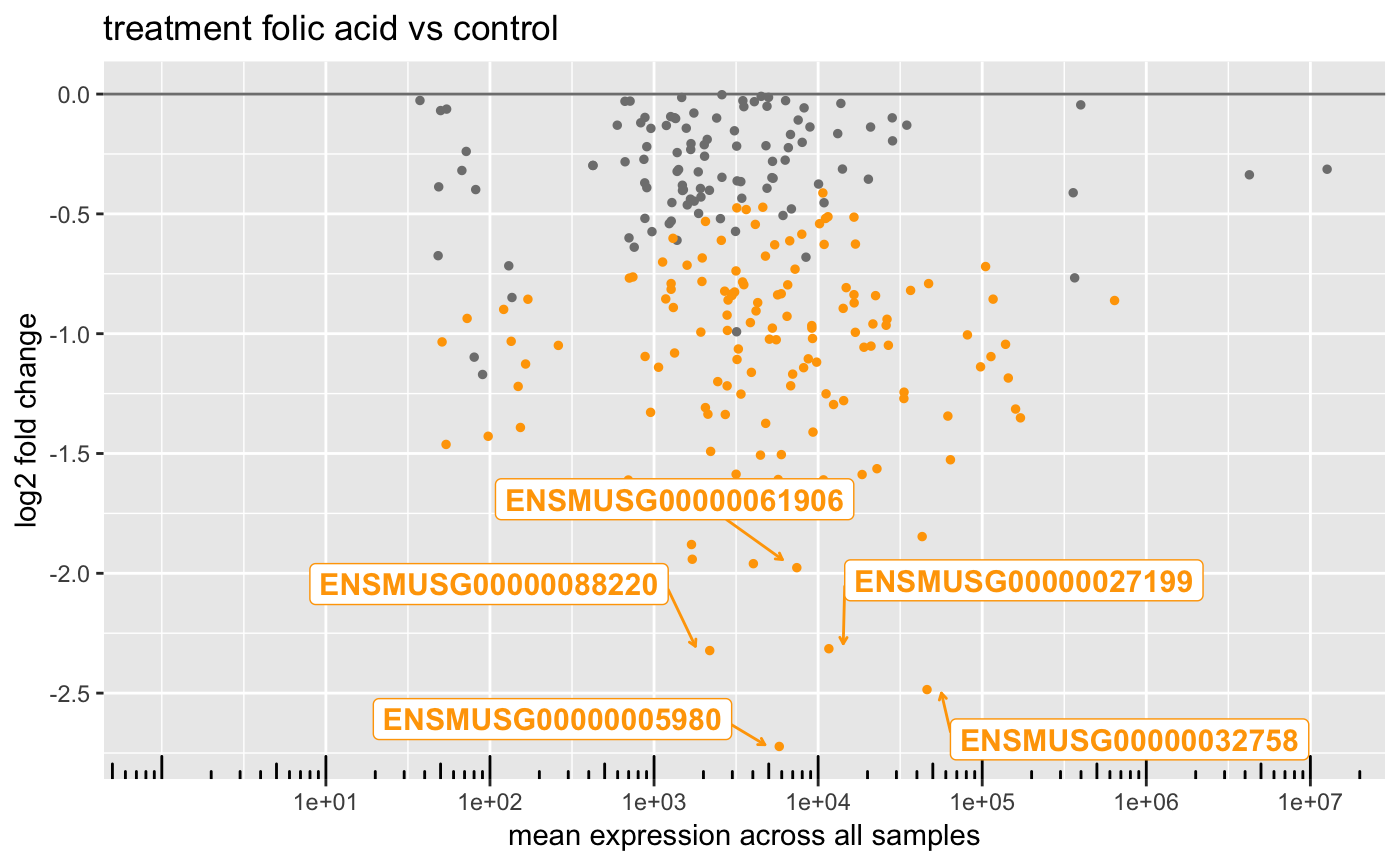 treatment folic acid vs control
log2 fold change
0.0
-0.5
-1.0
-1.5
-2.0
-2.5
ENSMUSG00000061906
ENSMUSG00000088220
ENSMUSG00000027199
ENSMUSG00000005980
ENSMUSG00000032758
1e+01 1e+02 1e+03 1e+04 1e+05 1e+06 1e+07
mean expression across all samples